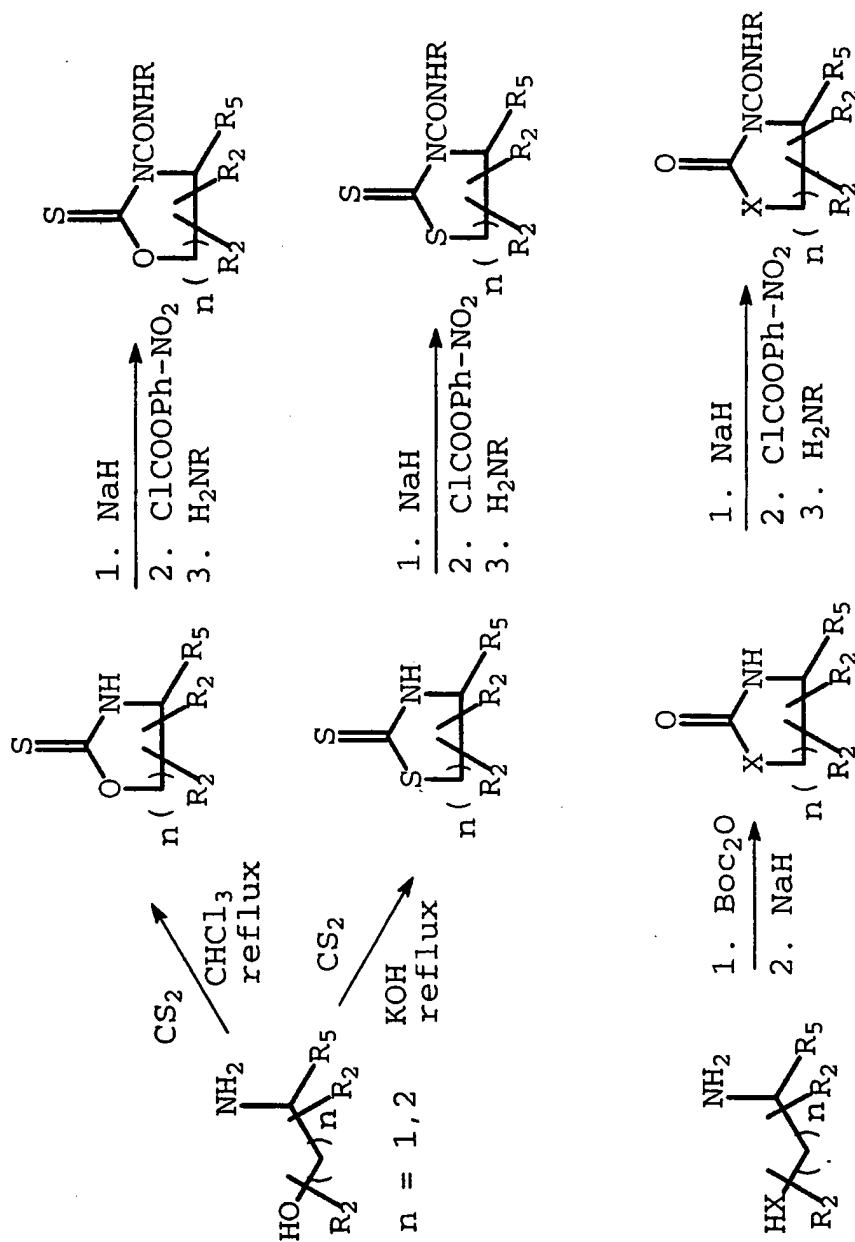 HO
NH₂
R₅
R₂
R₂
n
n = 1,2
CS₂
CHCl₃
reflux
CS₂
KOH
reflux
S
O
NH
R₅
R₂
R₂
n
1. NaH
2. ClCOOPh-NO₂
3. H₂NR
S
O
NCONHR
R₅
R₂
R₂
n
S
S
NH
R₅
R₂
R₂
n
1. NaH
2. ClCOOPh-NO₂
3. H₂NR
S
S
NCONHR
R₅
R₂
R₂
n
HX
NH₂
R₅
R₂
R₂
n
1. Boc₂O
2. NaH
O
X
NH
R₅
R₂
R₂
n
1. NaH
2. ClCOOPh-NO₂
3. H₂NR
O
X
NCONHR
R₅
R₂
R₂
n